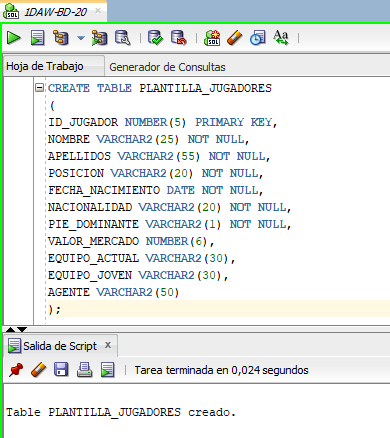 1DAW-BD-20
Hoja de Trabajo Generador de Consultas
CREATE TABLE PLANTILLA_JUGADORES
(
ID_JUGADOR NUMBER(5) PRIMARY KEY,
NOMBRE VARCHAR2(25) NOT NULL,
APELLIDOS VARCHAR2(55) NOT NULL,
POSICION VARCHAR2(20) NOT NULL,
FECHA_NACIMIENTO DATE NOT NULL,
NACIONALIDAD VARCHAR2(20) NOT NULL,
PIE_DOMINANTE VARCHAR2(1) NOT NULL,
VALOR_MERCADO NUMBER(6),
EQUIPO_ACTUAL VARCHAR2(30),
EQUIPO_JOVEN VARCHAR2(30),
AGENTE VARCHAR2(50)
);
Salida de Script x
Tarea terminada en 0,024 segundos
Table PLANTILLA_JUGADORES creado.